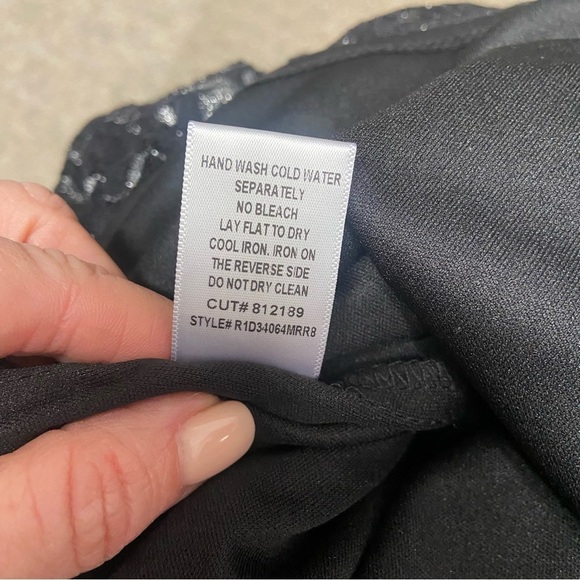 HAND WASH COLD WATER
SEPARATELY
NO BLEACH
LAY FLAT TO DRY
COOL IRON. IRON ON
THE REVERSE SIDE
DO NOT DRY CLEAN
CUT# 812189
STYLE# R1D34064MRR8